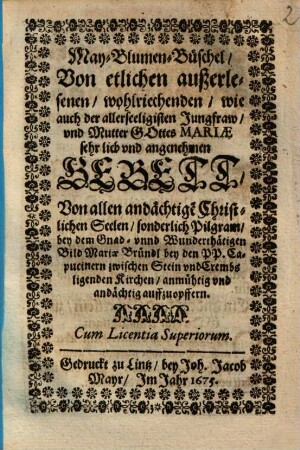 2
May-Blumen-Büschel/
Von etlichen außerle-
senen/ wohlriechenden/ wie
auch der allerseeligisten Jungfraw/
vnd Mutter GOttes MARIÆ
sehr lieb vnd angenehmen
GEBETT/
Von allen andächtigẽ Christ-
lichen Seelen/ sonderlich Pilgram/
bey dem Gnad- vnnd Wunderthätigen
Bild Mariæ Bründl bey den PP. Ca-
pucinern zwischen Stein vnd Crembs
ligenden Kirchen/ anmühtig vnd
andächtig auffzuopffern.
Cum Licentia Superiorum.
Gedruckt zu Lintz/ bey Joh. Jacob
Mayr/ Im Jahr 1675.